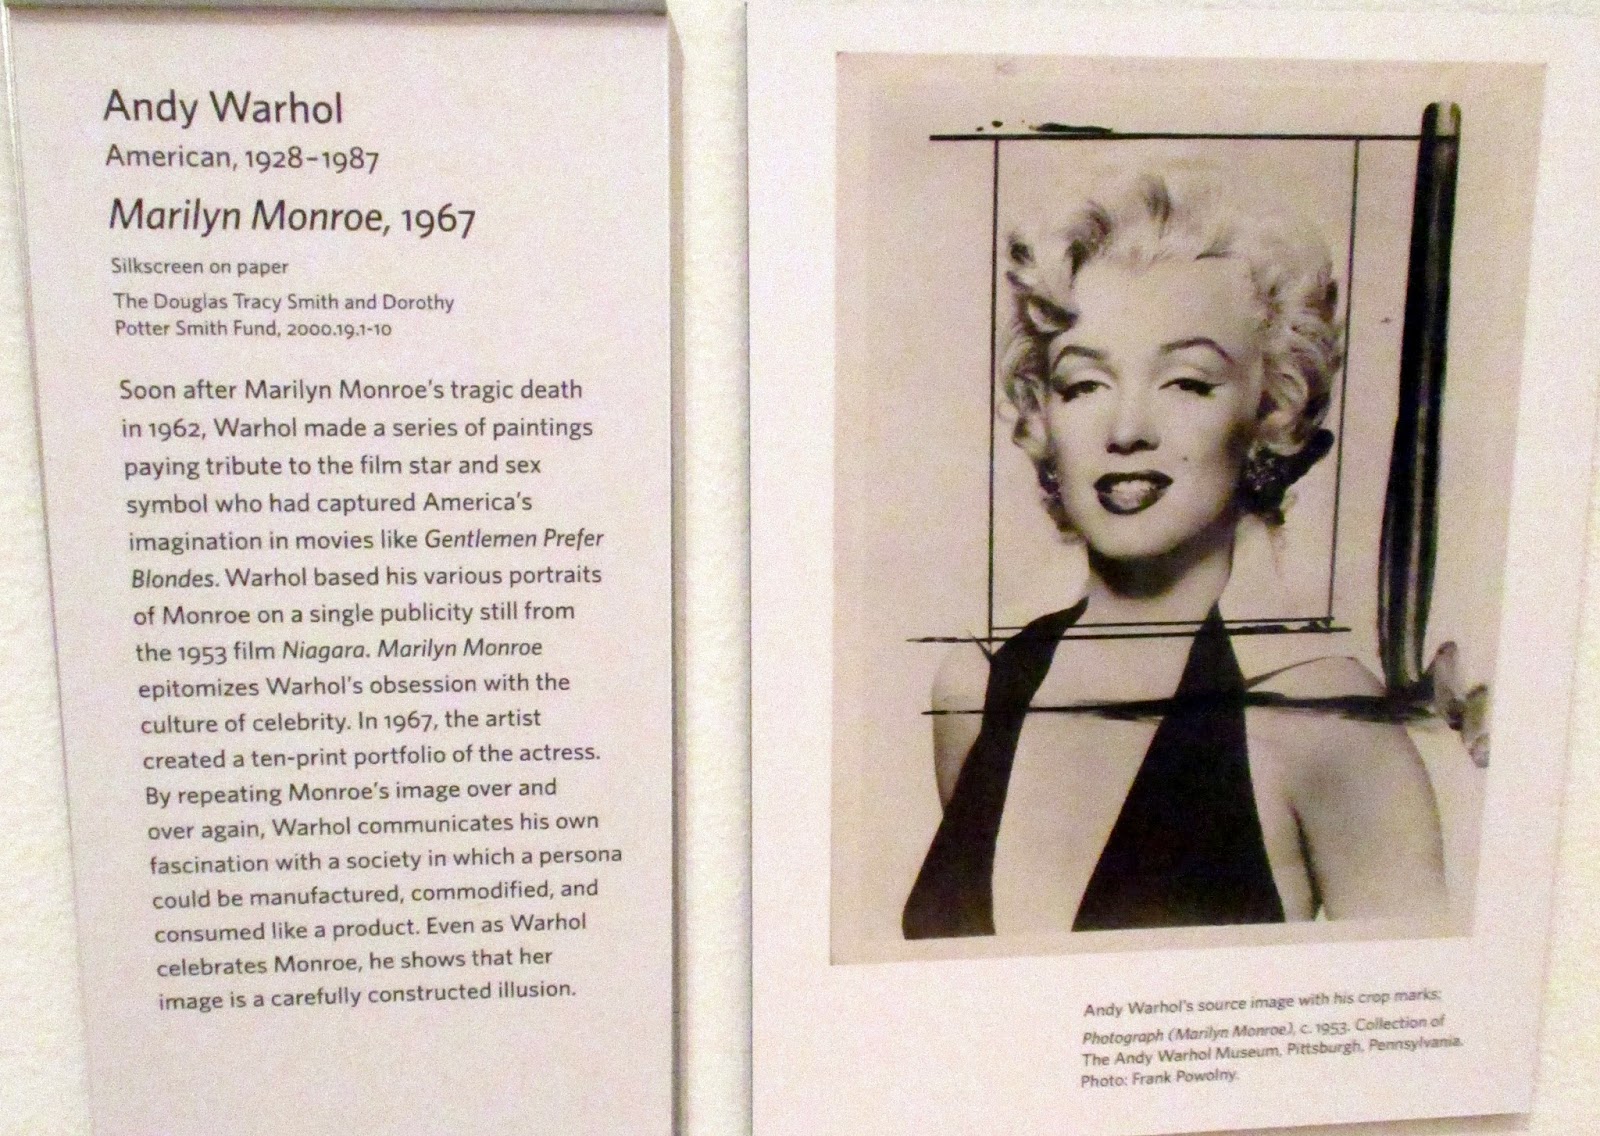 Andy Warhol
American, 1928–1987
Marilyn Monroe, 1967
Silkscreen on paper
The Douglas Tracy Smith and Dorothy
Potter Smith Fund, 2000.19.1-10
Soon after Marilyn Monroe's tragic death
in 1962, Warhol made a series of paintings
paying tribute to the film star and sex
symbol who had captured America's
imagination in movies like Gentlemen Prefer
Blondes. Warhol based his various portraits
of Monroe on a single publicity still from
the 1953 film Niagara. Marilyn Monroe
epitomizes Warhol's obsession with the
culture of celebrity. In 1967, the artist
created a ten-print portfolio of the actress.
By repeating Monroe's image over and
over again, Warhol communicates his own
fascination with a society in which a persona
could be manufactured, commodified, and
consumed like a product. Even as Warhol
celebrates Monroe, he shows that her
image is a carefully constructed illusion.
Andy Warhol's source image with his crop marks:
Photograph (Marilyn Monroe), c. 1953. Collection of
The Andy Warhol Museum, Pittsburgh, Pennsylvania.
Photo: Frank Powolny.